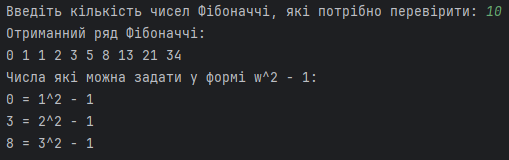 Введіть кількість чисел Фібоначчі, які потрібно перевірити: 10
Отриманний ряд Фібоначчі:
0 1 1 2 3 5 8 13 21 34
Числа які можна задати у формі w^2 - 1:
0 = 1^2 - 1
3 = 2^2 - 1
8 = 3^2 - 1